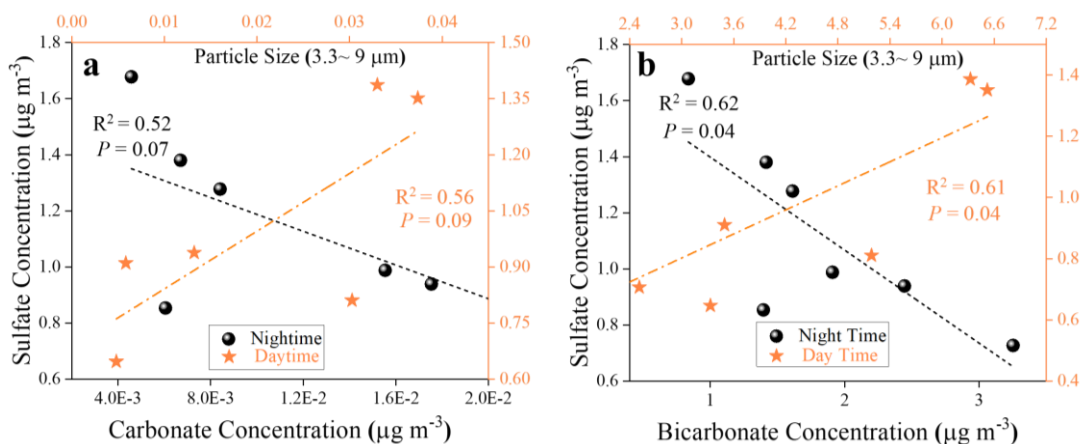 0.00 0.01 0.02 0.03 0.04
a
Particle Size (3.3~ 9 μm)
1.8
1.6
1.4
1.2
1.0
0.8
0.6
Sulfate Concentration (μg m-3)
R2 = 0.52
P = 0.07
R2 = 0.56
P = 0.09
Nightime
Daytime
1.50
1.35
1.20
1.05
0.90
0.75
0.60
4.0E-3 8.0E-3 1.2E-2 1.6E-2 2.0E-2
Carbonate Concentration (μg m-3)
2.4 3.0 3.6 4.2 4.8 5.4 6.0 6.6 7.2
b
Particle Size (3.3~ 9 μm)
1.8
1.6
1.4
1.2
1.0
0.8
0.6
Sulfate Concentration (μg m-3)
R2 = 0.62
P = 0.04
R2 = 0.61
P = 0.04
Night Time
Day Time
1.4
1.2
1.0
0.8
0.6
0.4
1 2 3
Bicarbonate Concentration (μg m-3)